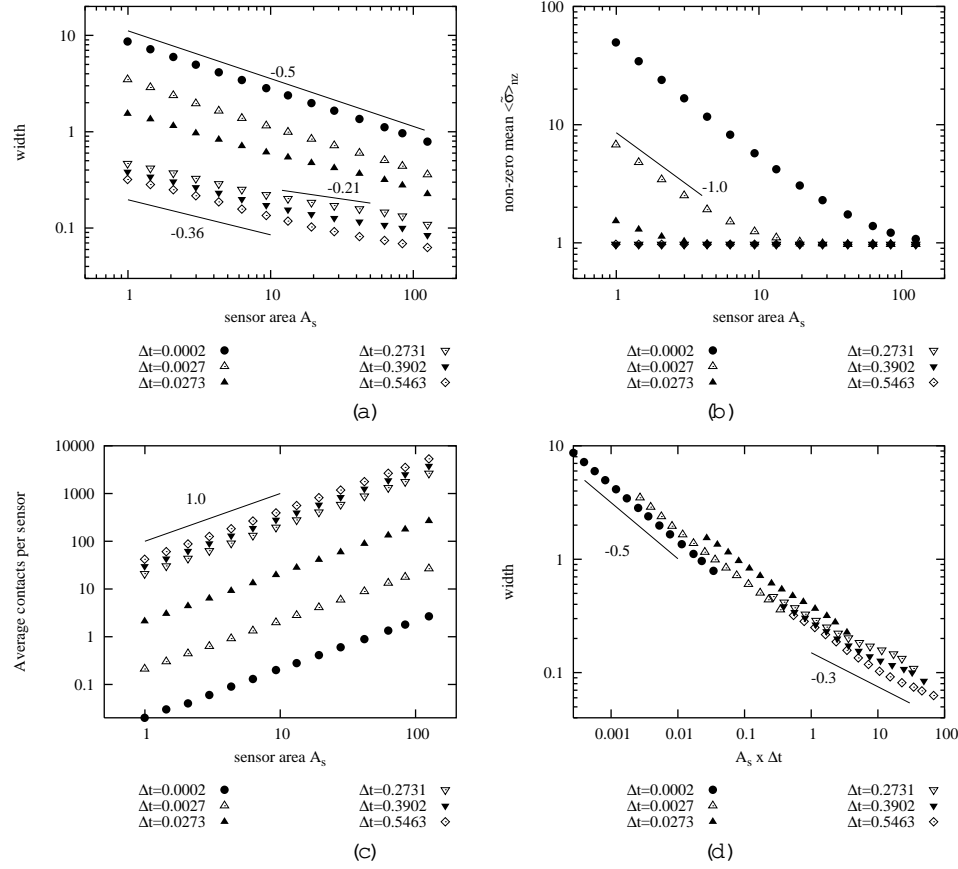 10
1
0.1
1
10
100
width
sensor area A_s
-0.5
-0.21
-0.36
Δt=0.0002
Δt=0.0027
Δt=0.0273
Δt=0.2731
Δt=0.3902
Δt=0.5463
(a)
100
10
1
1
10
100
non-zero mean <σ̃>_nz
sensor area A_s
-1.0
Δt=0.0002
Δt=0.0027
Δt=0.0273
Δt=0.2731
Δt=0.3902
Δt=0.5463
(b)
10000
1000
100
10
1
0.1
1
10
100
Average contacts per sensor
sensor area A_s
1.0
Δt=0.0002
Δt=0.0027
Δt=0.0273
Δt=0.2731
Δt=0.3902
Δt=0.5463
(c)
10
1
0.1
0.001
0.01
0.1
1
10
100
width
A_s x Δt
-0.5
-0.3
Δt=0.0002
Δt=0.0027
Δt=0.0273
Δt=0.2731
Δt=0.3902
Δt=0.5463
(d)